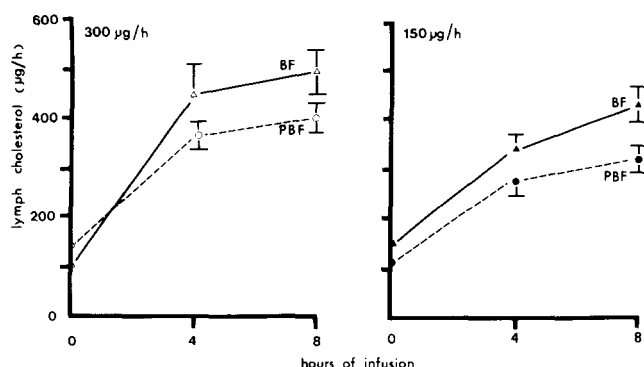 600
400
200
0
lymph cholesterol (µg/h)
300 µg/h
BF
PBF
0 4 8
150 µg/h
BF
PBF
0 4 8
hours of infusion